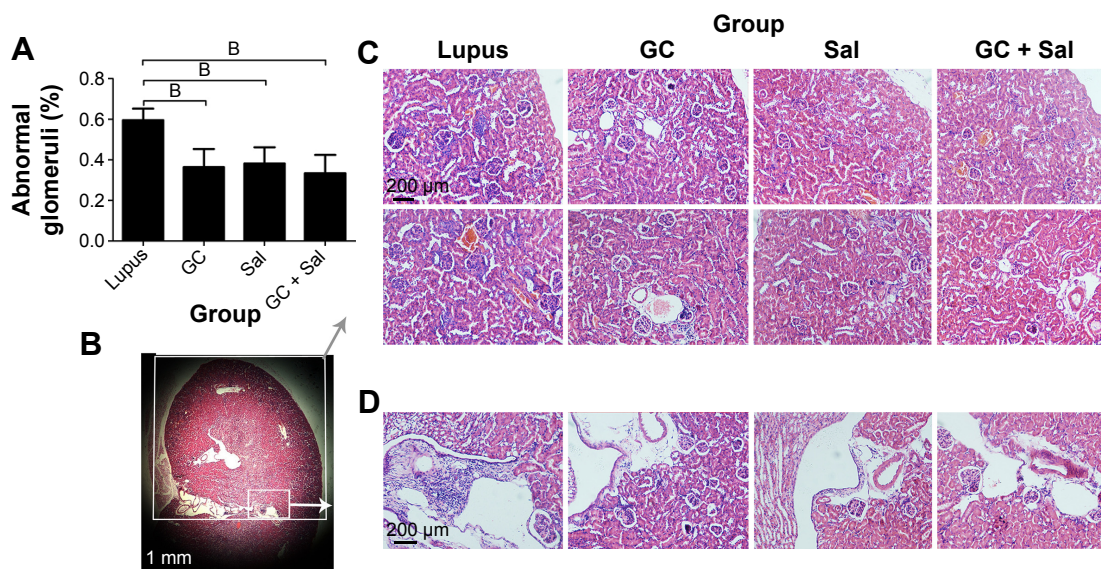 A
Abnormal
glomeruli (%)
0.8
0.6
0.4
0.2
0.0
B
B
B
Lupus
GC
Sal
GC + Sal
Group
B
1 mm
C
Group
Lupus GC Sal GC + Sal
200 µm
D
200 µm